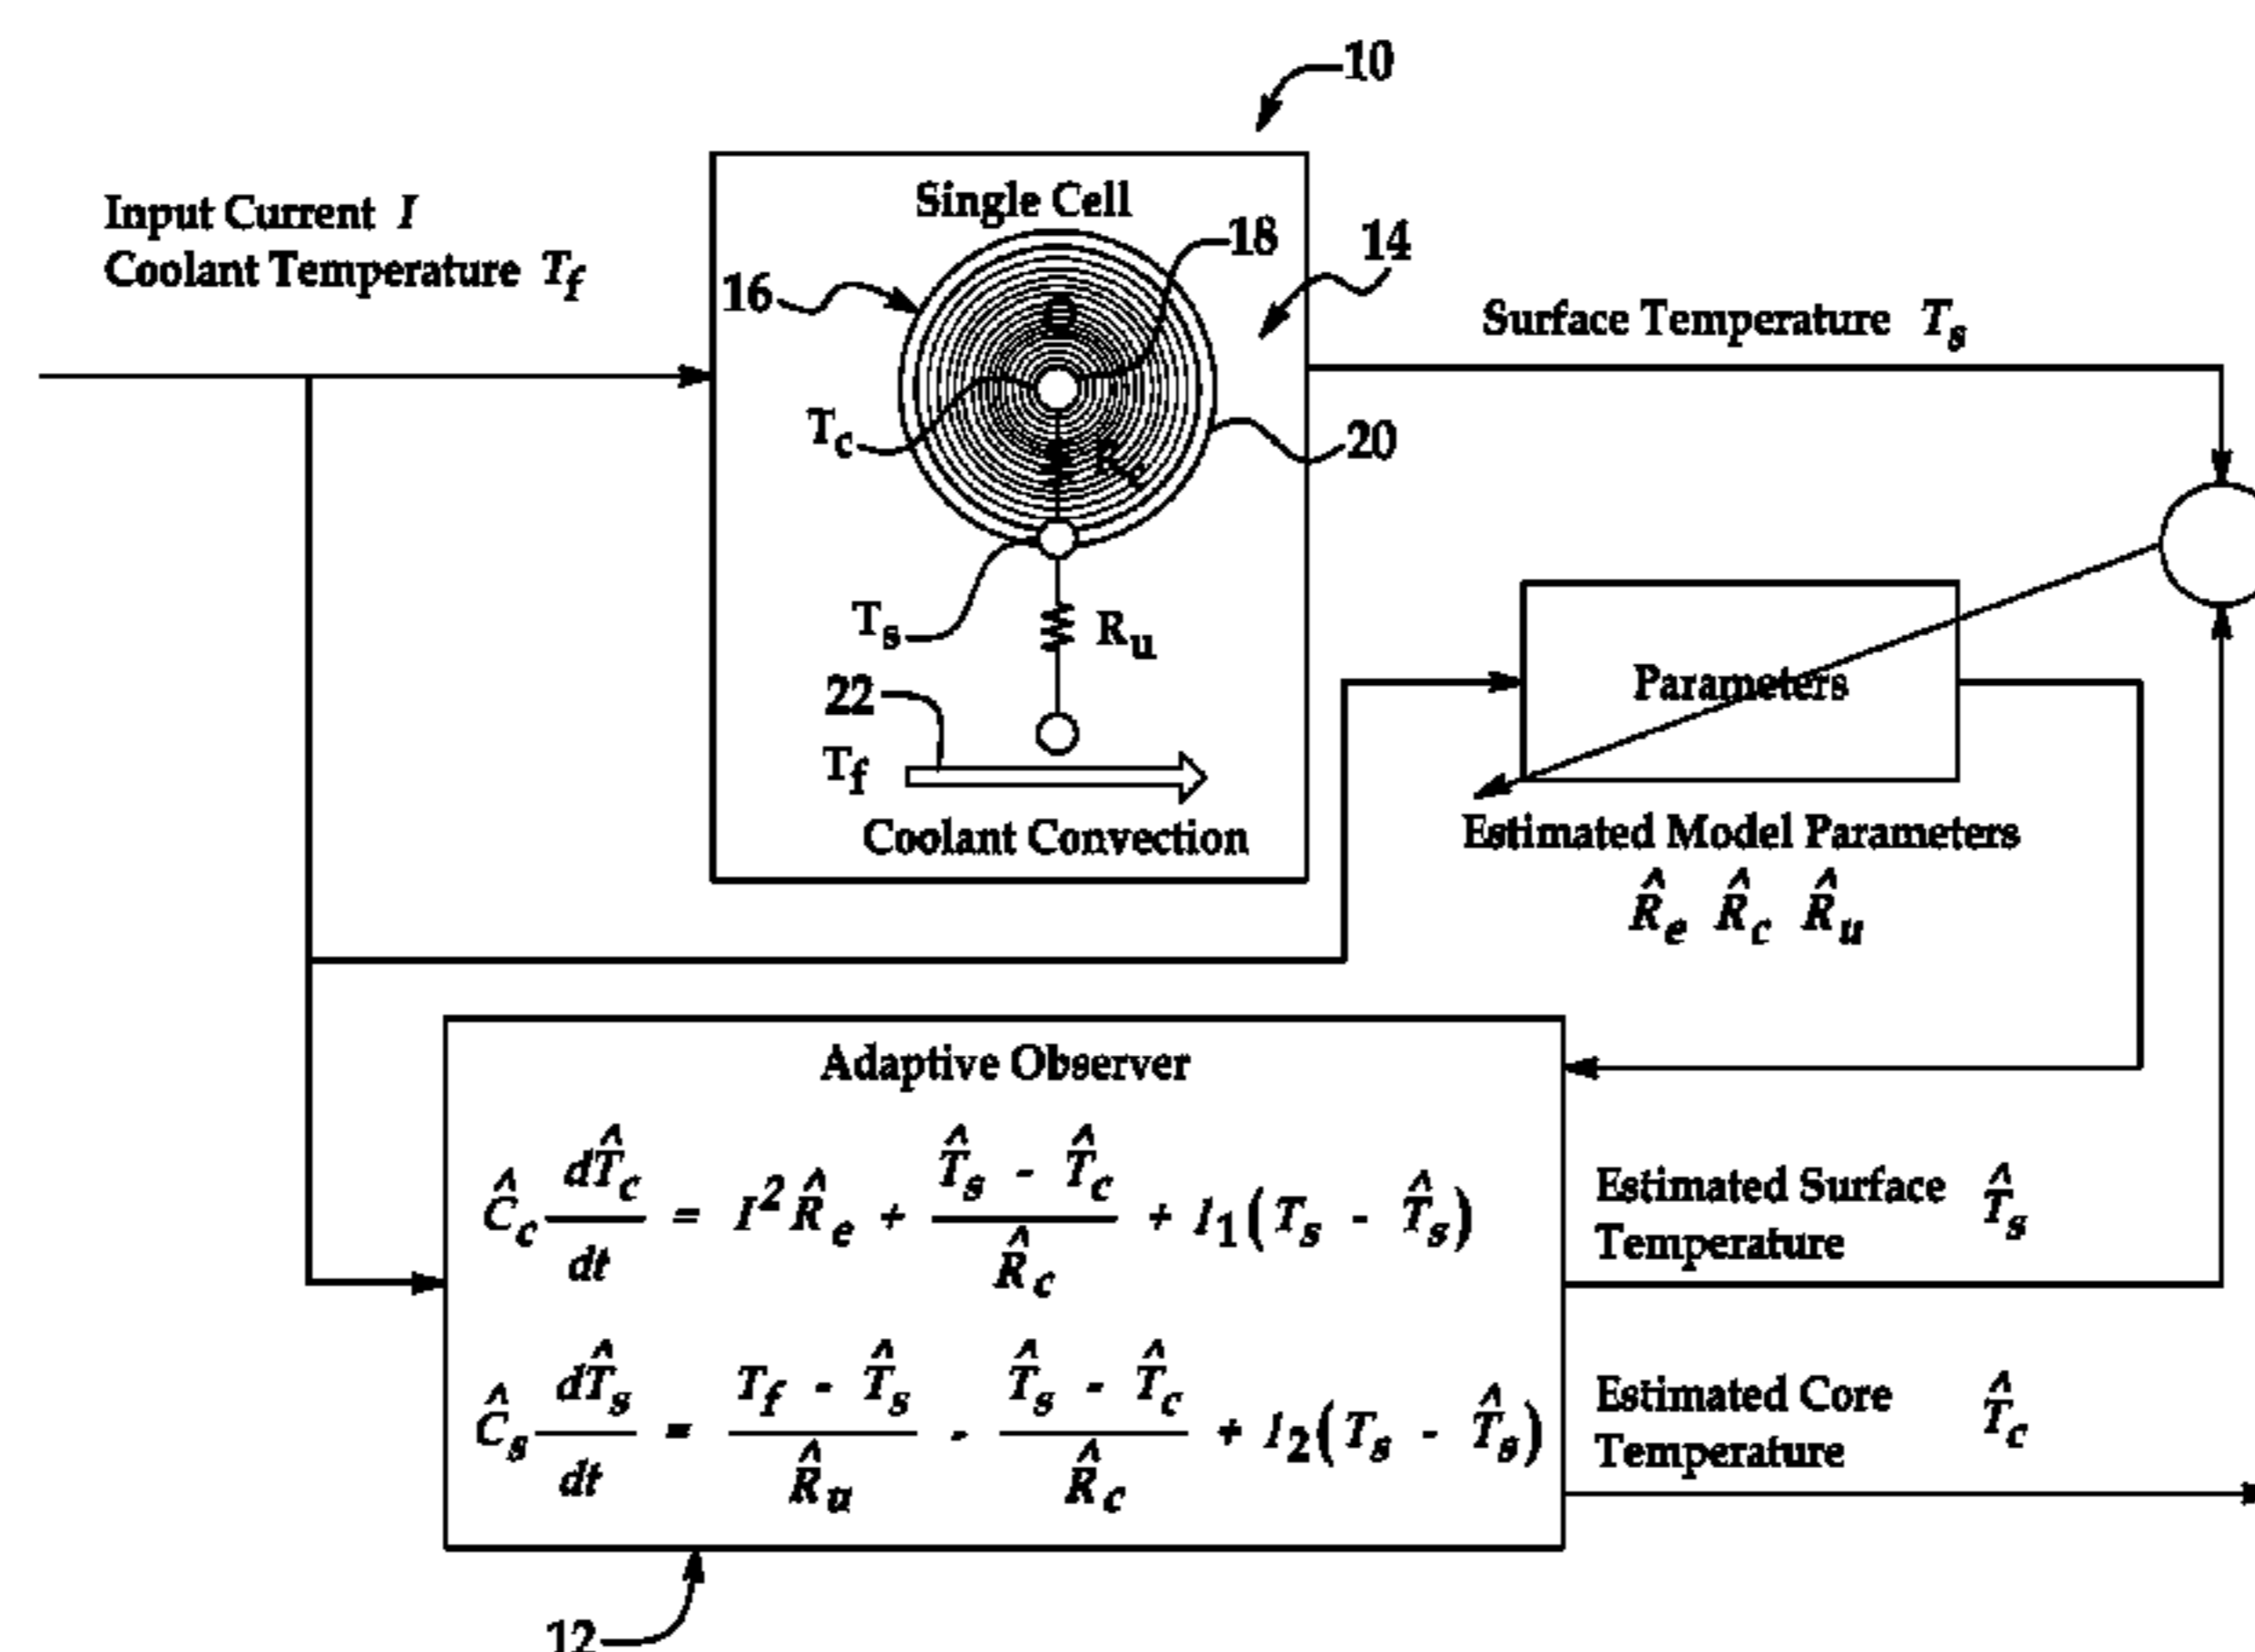 10
Input Current I
Coolant Temperature T_f
Single Cell
18
14
16
Surface Temperature T_s
T_c
20
T_s
R_u
22
T_f
Coolant Convection
Parameters
Estimated Model Parameters
R̂_e R̂_c R̂_u
Adaptive Observer
Ĉ_c dT̂_c/dt = I² R̂_e + (T̂_s - T̂_c)/R̂_c + l_1(T_s - T̂_s)
Ĉ_s dT̂_s/dt = (T_f - T̂_s)/R̂_u - (T̂_s - T̂_c)/R̂_c + l_2(T_s - T̂_s)
Estimated Surface T̂_s
Temperature
Estimated Core T̂_c
Temperature
12